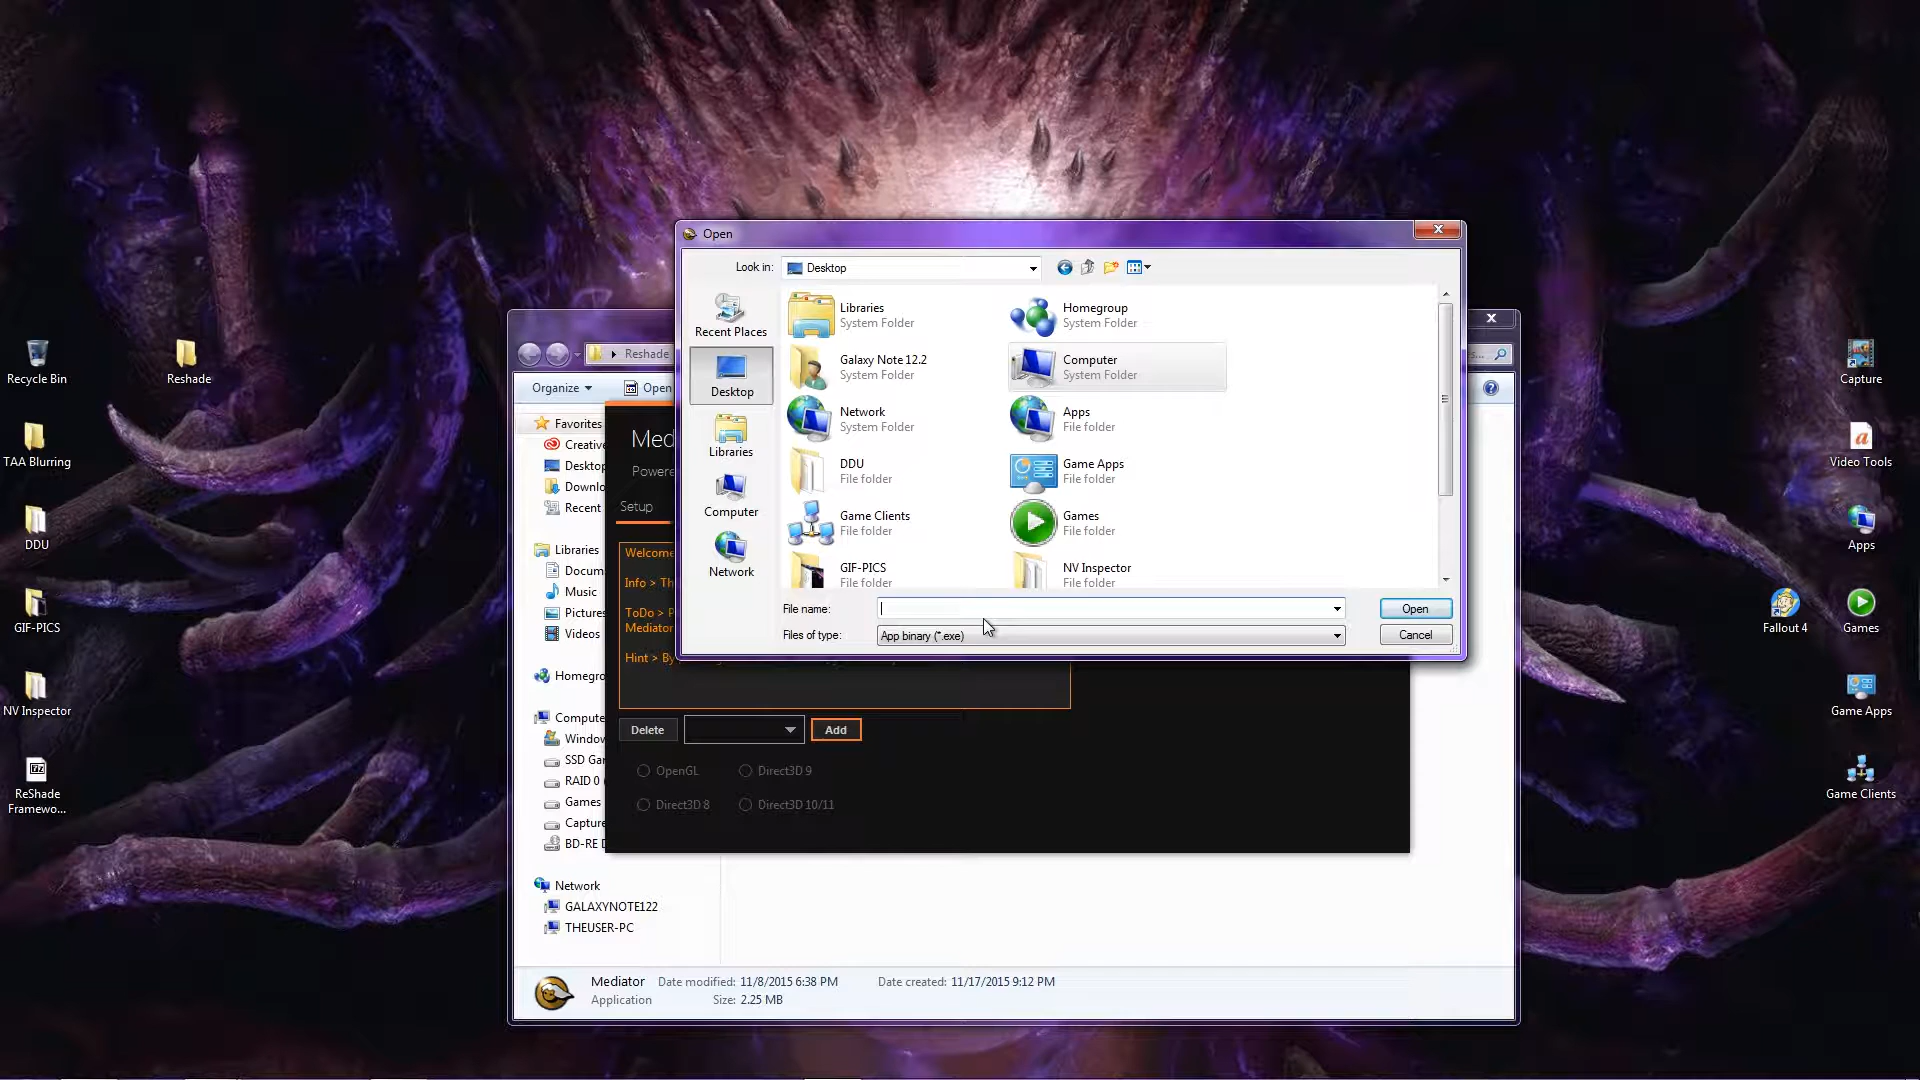 Recycle Bin
Reshade
TAA Blurring
DDU
GIF-PICS
NV Inspector
ReShade
Framewo...
Open
Look in:
Desktop
Recent Places
Desktop
Libraries
Computer
Network
Libraries
System Folder
Homegroup
System Folder
Galaxy Note 12.2
System Folder
Computer
System Folder
Network
System Folder
Apps
File folder
DDU
File folder
Game Apps
File folder
Game Clients
File folder
Games
File folder
GIF-PICS
File folder
NV Inspector
File folder
File name:
Open
Files of type:
App binary (*.exe)
Cancel
Reshade
Organize
Open
Favorites
Creative
Desktop
Downlo
Recent
Libraries
Docum
Music
Pictures
Videos
Homegro
Compute
Window
SSD Gar
RAID 0 (
Games
Capture
BD-RE D
Network
GALAXYNOTE122
THEUSER-PC
Med
Powere
Setup
Welcome
Info > Th
ToDo > P
Mediator
Hint > By
Delete
Add
OpenGL
Direct3D 9
Direct3D 8
Direct3D 10/11
Mediator
Date modified: 11/8/2015 6:38 PM
Date created: 11/17/2015 9:12 PM
Application
Size: 2.25 MB
Capture
Video Tools
Apps
Fallout 4
Games
Game Apps
Game Clients